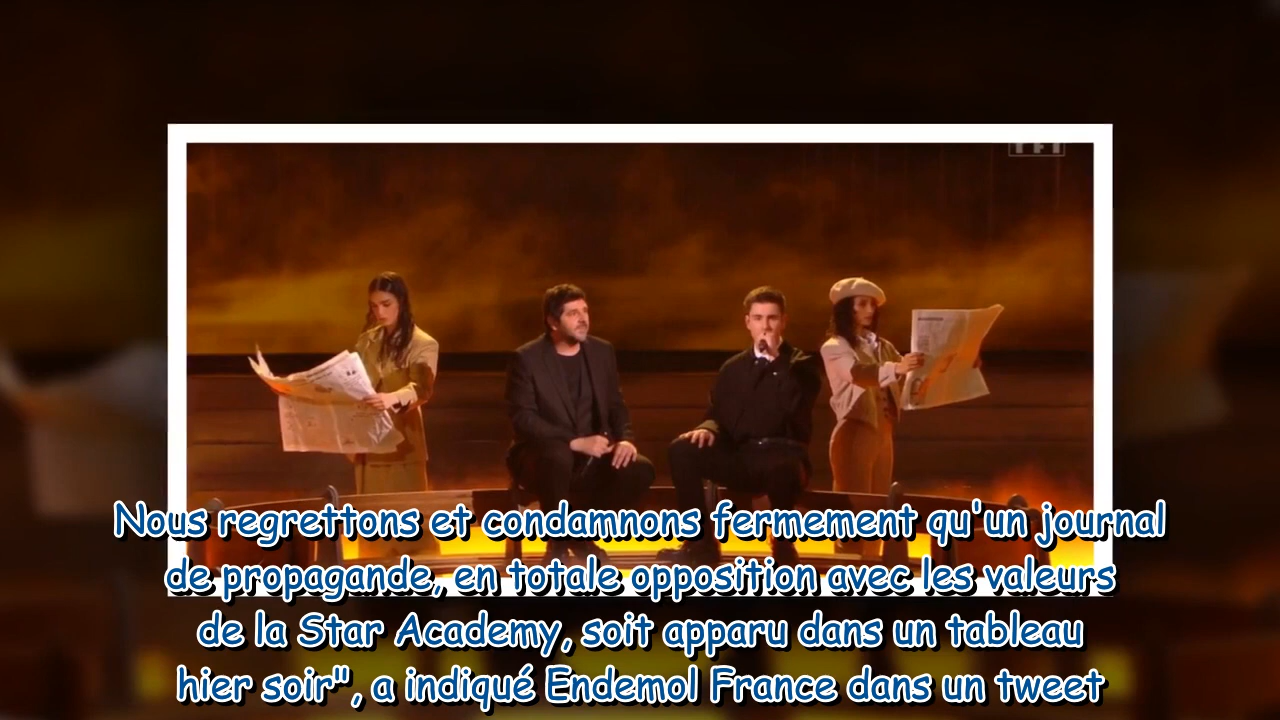 TF1
Nous regrettons et condamnons fermement qu'un journal
de propagande, en totale opposition avec les valeurs
de la Star Academy, soit apparu dans un tableau
hier soir", a indiqué Endemol France dans un tweet